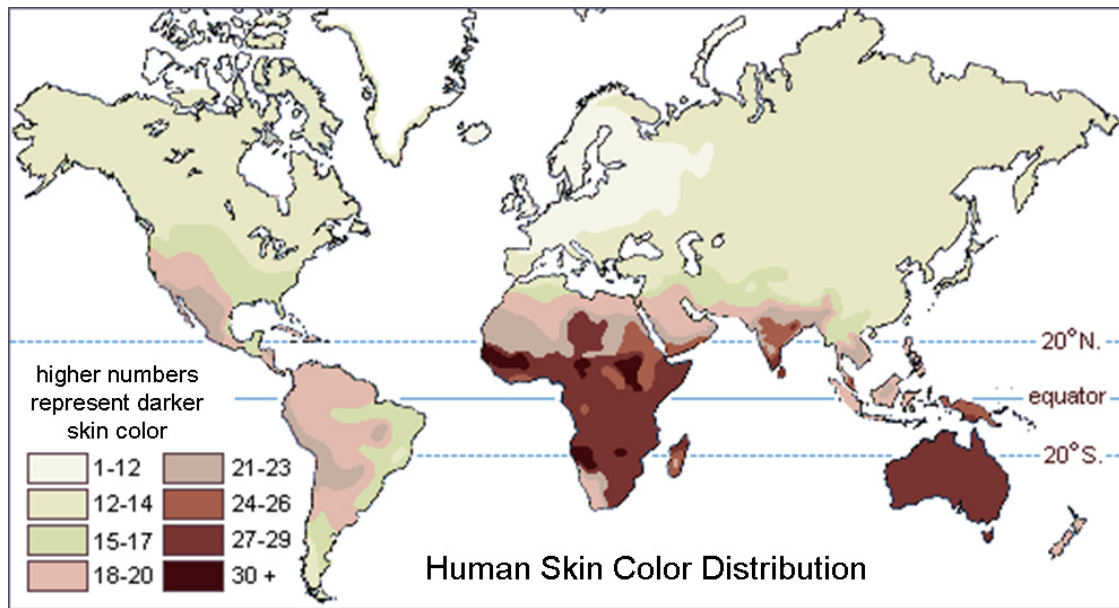 20°N.
higher numbers
represent darker
skin color
equator
1-12
21-23
20°S.
12-14
24-26
15-17
27-29
18-20
30 +
Human Skin Color Distribution